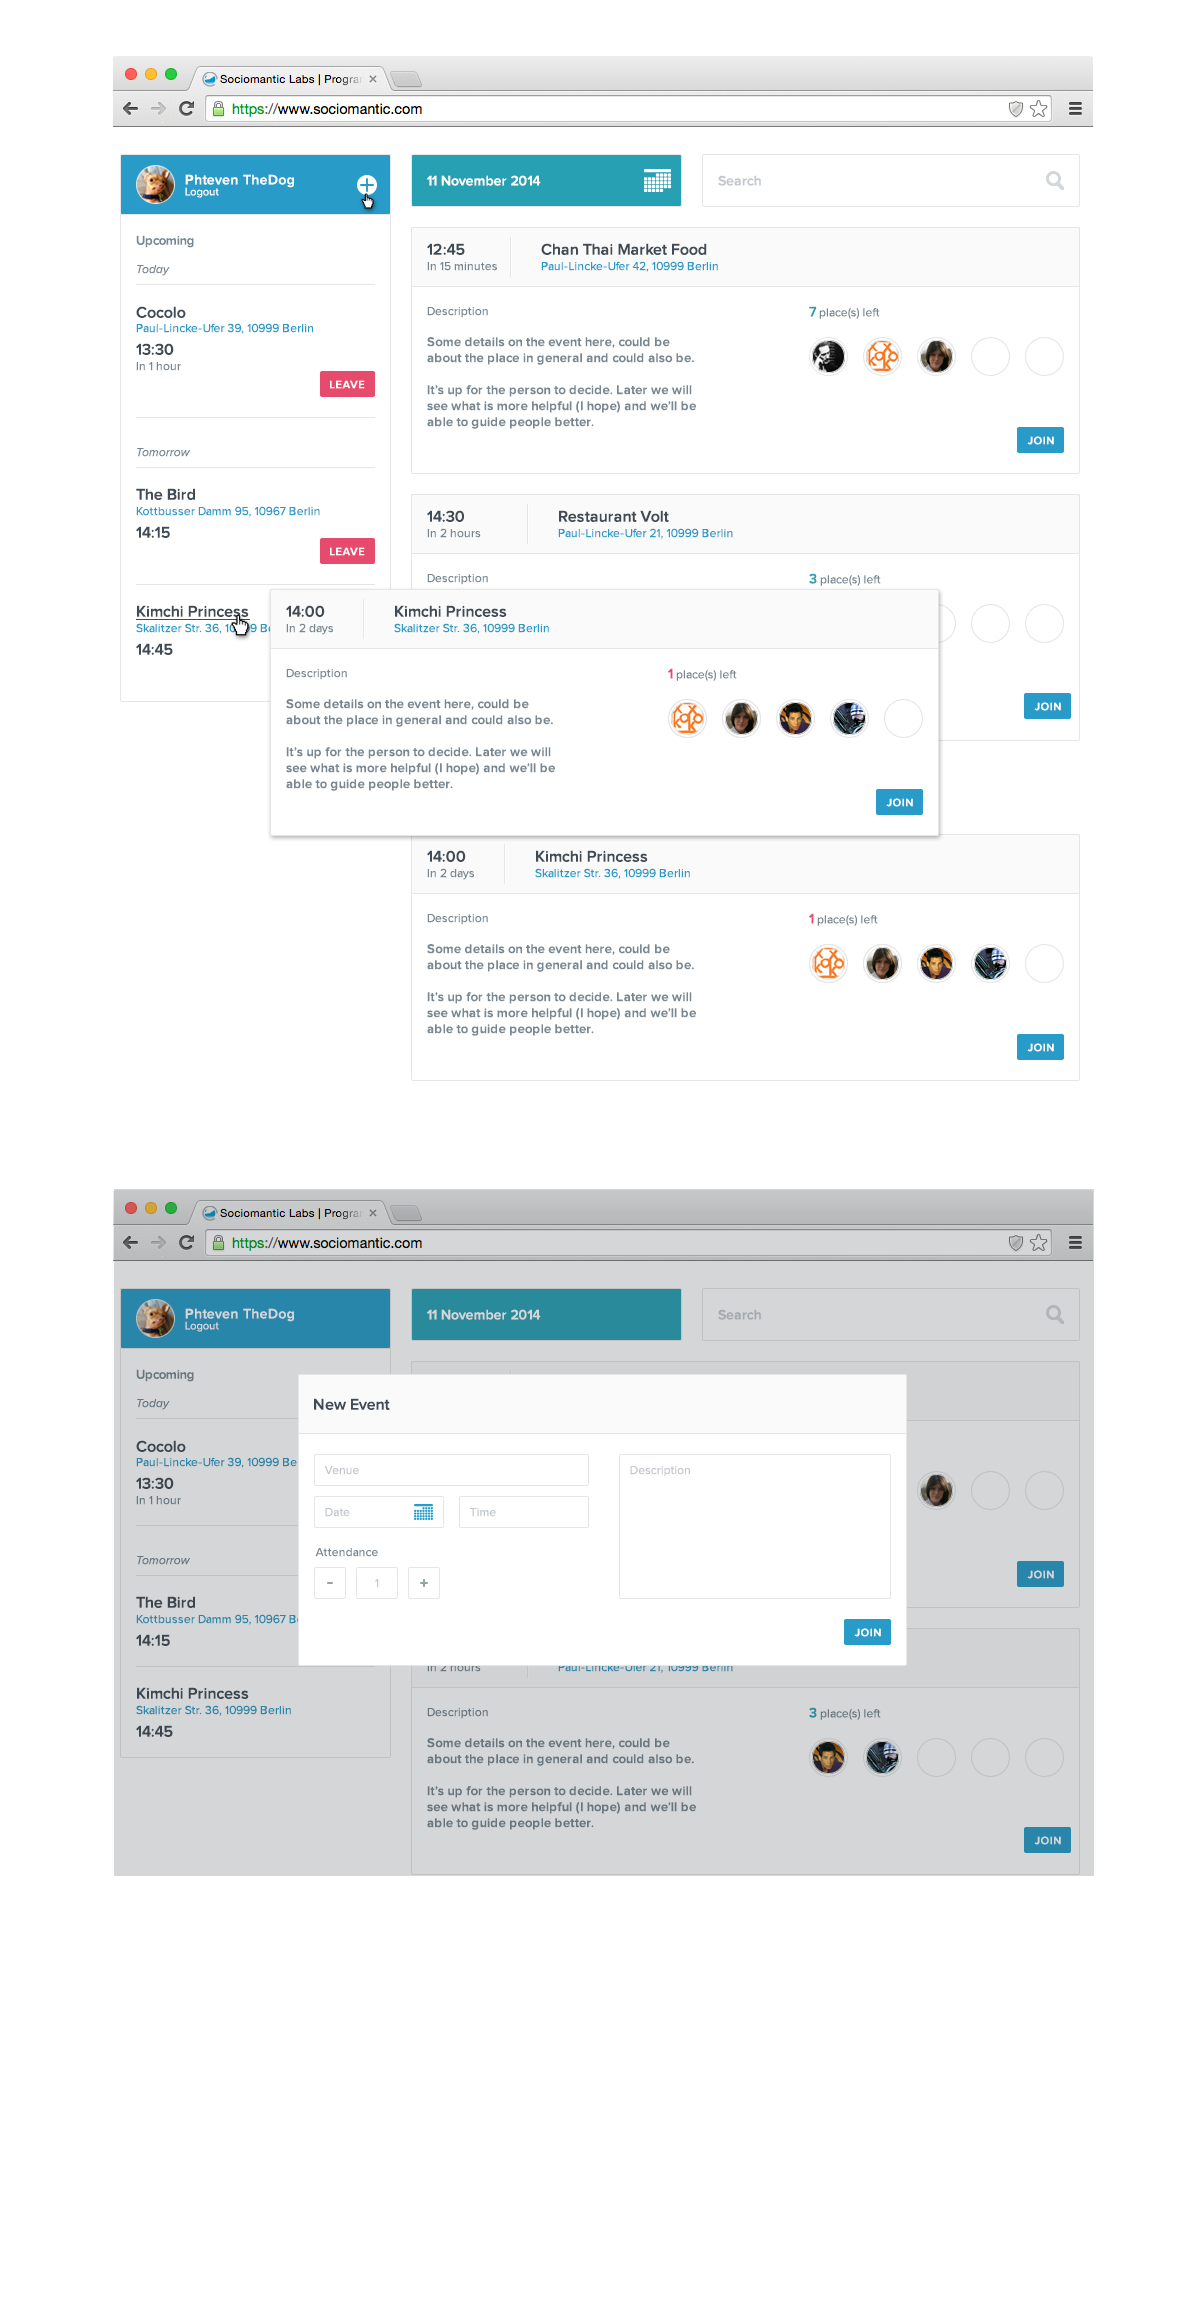 Sociomantic Labs | Progra
https://www.sociomantic.com
Phteven TheDog
Logout
Upcoming
Today
Cocolo
Paul-Lincke-Ufer 39, 10999 Berlin
13:30
In 1 hour
LEAVE
Tomorrow
The Bird
Kottbusser Damm 95, 10967 Berlin
14:15
LEAVE
Kimchi Princess
Skalitzer Str. 36, 10999 Be
14:45
11 November 2014
Search
12:45
In 15 minutes
Chan Thai Market Food
Paul-Lincke-Ufer 42, 10999 Berlin
Description
7 place(s) left
Some details on the event here, could be
about the place in general and could also be.
It's up for the person to decide. Later we will
see what is more helpful (I hope) and we'll be
able to guide people better.
JOIN
14:30
In 2 hours
Restaurant Volt
Paul-Lincke-Ufer 21, 10999 Berlin
Description
3 place(s) left
JOIN
14:00
In 2 days
Kimchi Princess
Skalitzer Str. 36, 10999 Berlin
Description
1 place(s) left
Some details on the event here, could be
about the place in general and could also be.
It's up for the person to decide. Later we will
see what is more helpful (I hope) and we'll be
able to guide people better.
JOIN
14:00
In 2 days
Kimchi Princess
Skalitzer Str. 36, 10999 Berlin
Description
1 place(s) left
Some details on the event here, could be
about the place in general and could also be.
It's up for the person to decide. Later we will
see what is more helpful (I hope) and we'll be
able to guide people better.
JOIN
Sociomantic Labs | Progra
https://www.sociomantic.com
Phteven TheDog
Logout
11 November 2014
Search
Upcoming
Today
Cocolo
Paul-Lincke-Ufer 39, 10999 Be
13:30
In 1 hour
Tomorrow
The Bird
Kottbusser Damm 95, 10967 B
14:15
Kimchi Princess
Skalitzer Str. 36, 10999 Berlin
14:45
New Event
Venue
Date
Time
Attendance
- 1 +
Description
JOIN
JOIN
In 2 hours
Paul-Lincke-Ufer 21, 10999 Berlin
Description
3 place(s) left
Some details on the event here, could be
about the place in general and could also be.
It's up for the person to decide. Later we will
see what is more helpful (I hope) and we'll be
able to guide people better.
JOIN